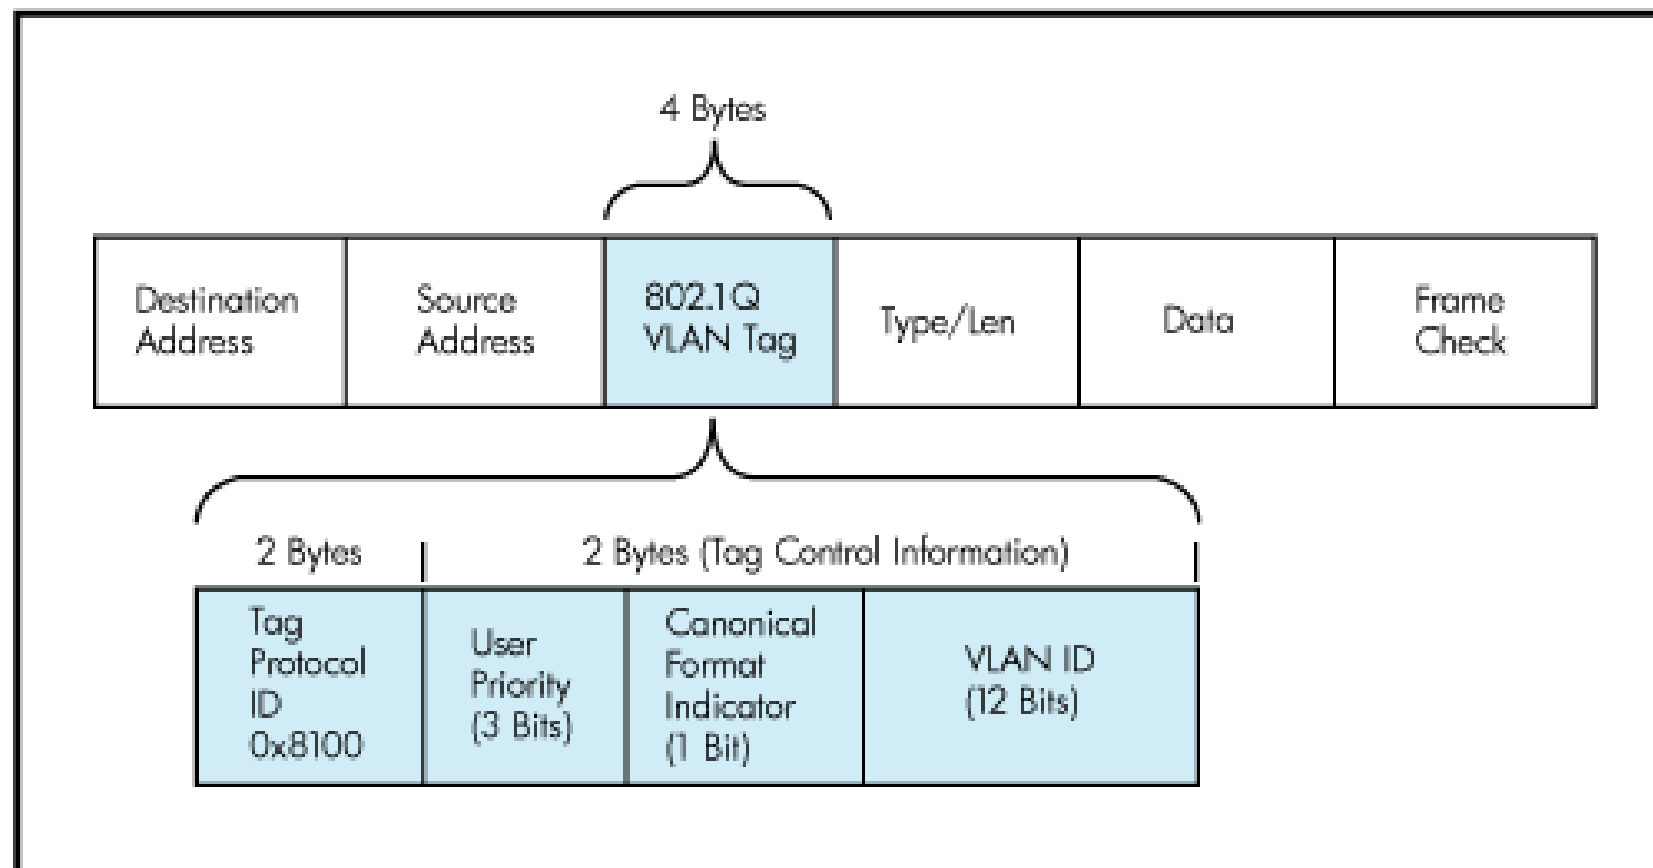 4 Bytes
Destination
Address
Source
Address
802.1Q
VLAN Tag
Type/Len
Data
Frame
Check
2 Bytes
2 Bytes (Tag Control Information)
Tag
Protocol
ID
0x8100
User
Priority
(3 Bits)
Canonical
Format
Indicator
(1 Bit)
VLAN ID
(12 Bits)